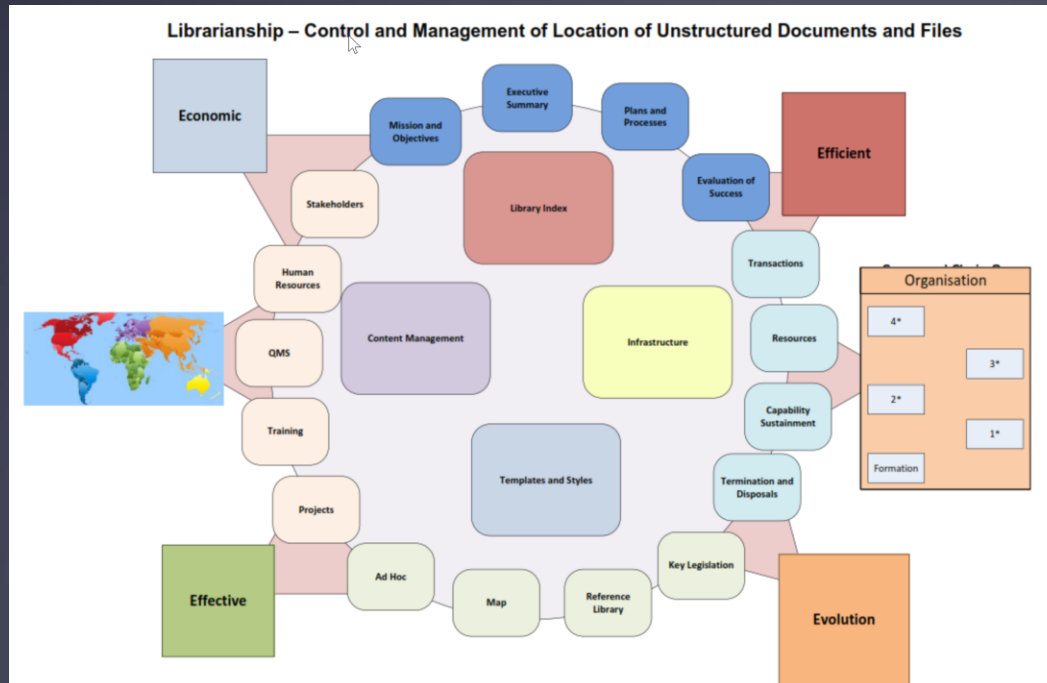 Librarianship – Control and Management of Location of Unstructured Documents and Files
Economic
Mission and
Objectives
Executive
Summary
Plans and
Processes
Evaluation of
Success
Efficient
Stakeholders
Library Index
Transactions
Human
Resources
Organisation
4*
3*
2*
1*
Formation
Content Management
Infrastructure
Resources
QMS
Capability
Sustainment
Training
Templates and Styles
Termination and
Disposals
Projects
Key Legislation
Ad Hoc
Map
Reference
Library
Effective
Evolution